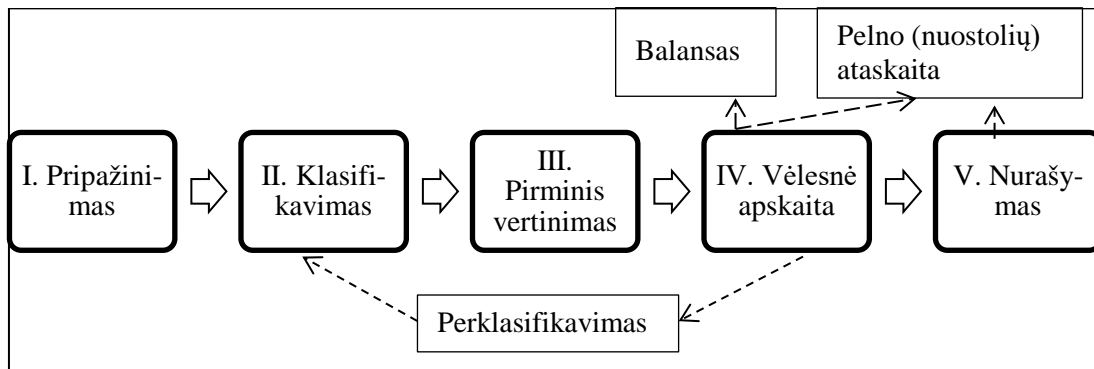 Balansas
Pelno (nuostolių)
ataskaita
I. Pripažini-
mas
II. Klasifi-
kavimas
III.
Pirminis
vertinimas
IV. Vėlesnė
apskaita
V. Nurašy-
mas
Perklasifikavimas